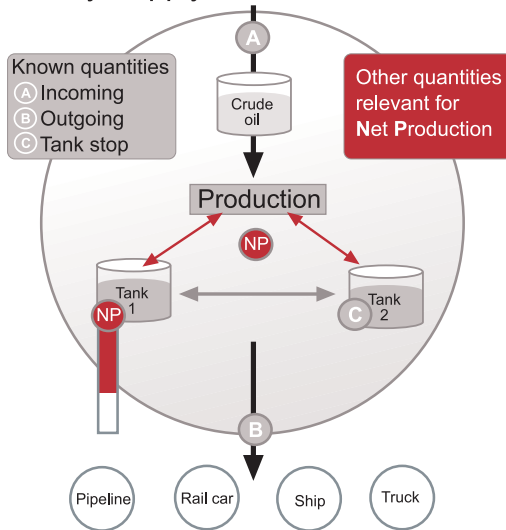 A
Known quantities
A Incoming
B Outgoing
C Tank stop
Crude
oil
Other quantities
relevant for
Net Production
Production
NP
Tank
1
NP
Tank
2
C
B
Pipeline
Rail car
Ship
Truck